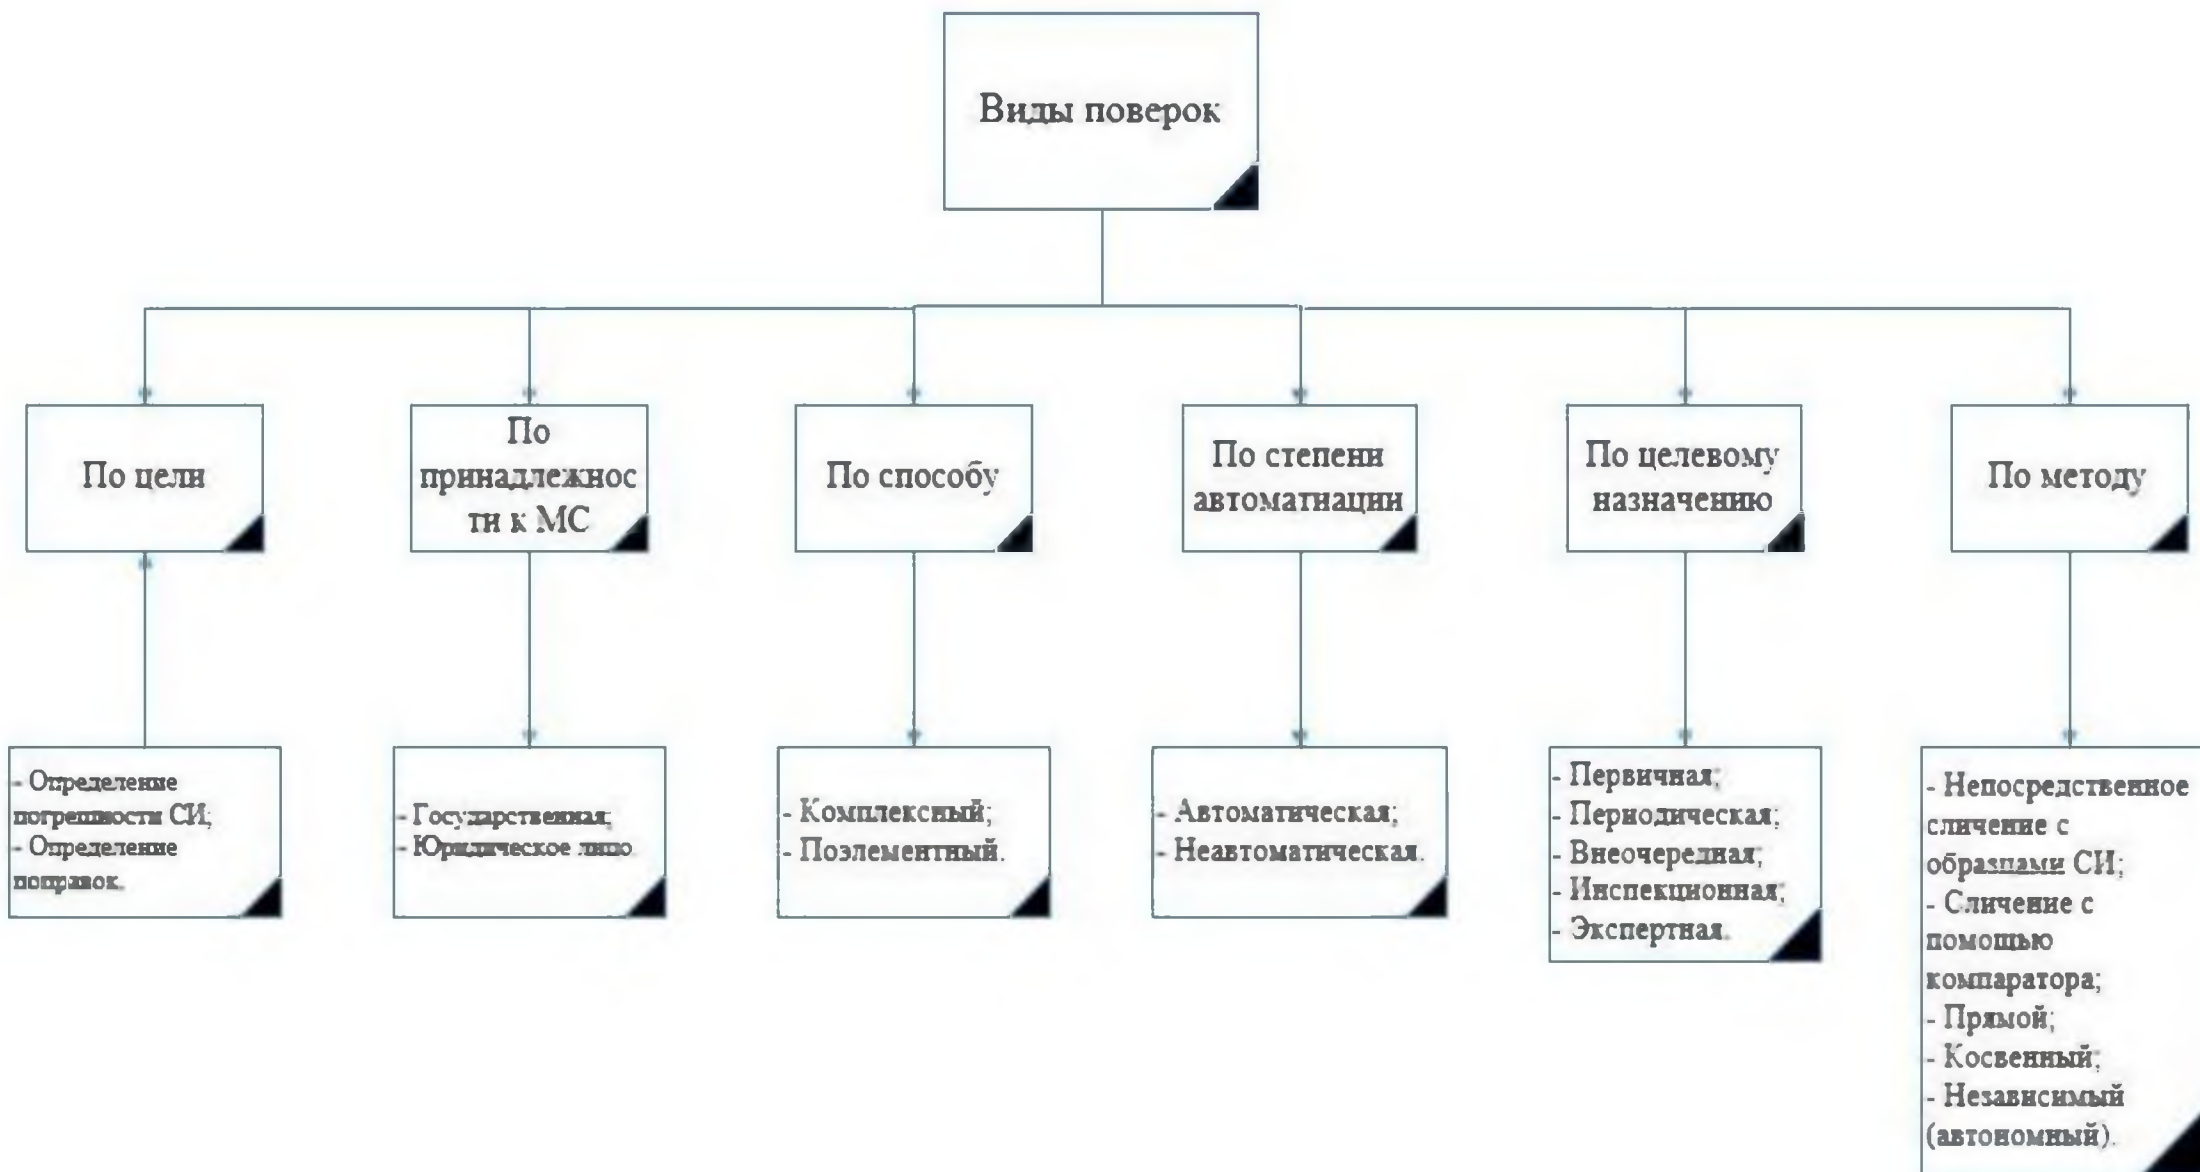 Виды поверок
По цели
По
принадлежнос
ти к МС
По способу
По степени
автоматиации
По целевому
назначению
По методу
- Определение
погрешности СИ;
- Определение
поправок.
- Государственная;
- Юридическое лицо
- Комплексный;
- Поэлементный.
- Автоматическая;
- Неавтоматическая.
- Первичная;
- Периодическая;
- Внеочередная;
- Инспекционная;
- Экспертная.
- Непосредственное
сличение с
образцами СИ;
- Сличение с
помощью
компаратора;
- Прямой;
- Косвенный;
- Независимый
(автономный).